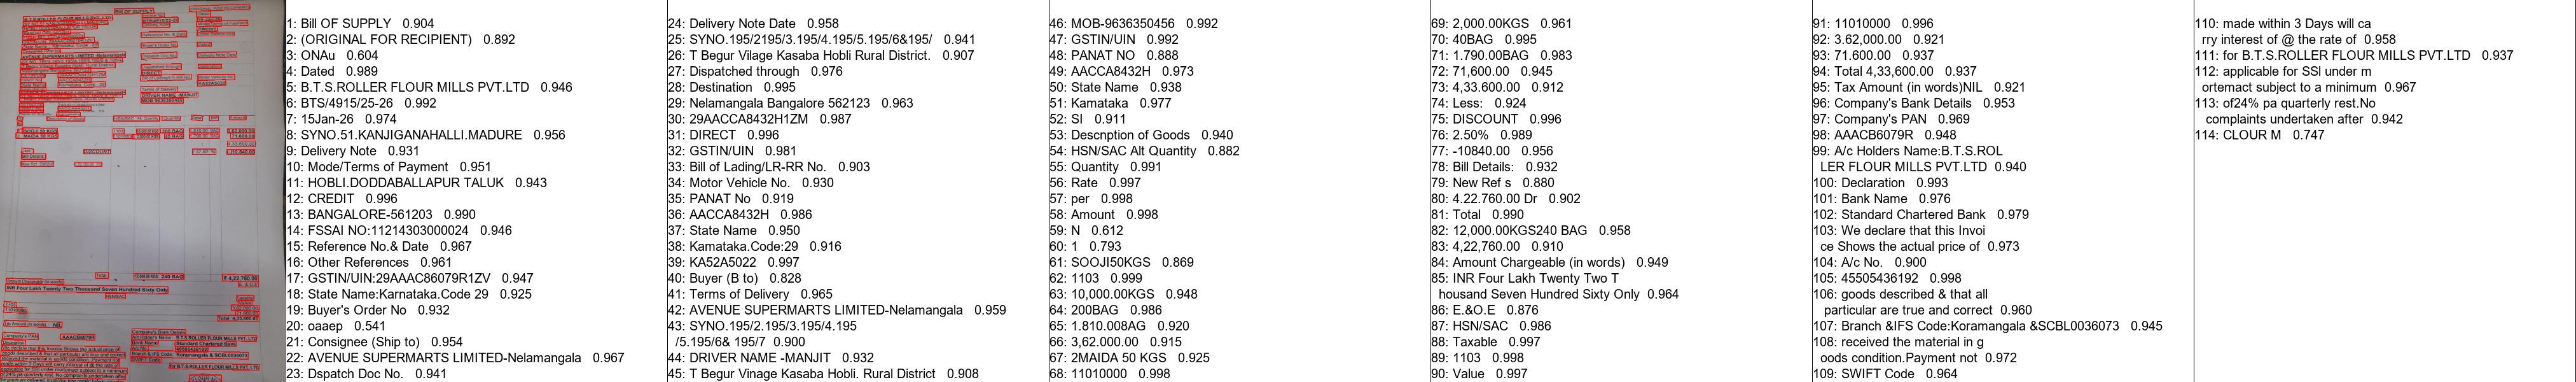 1: Bill OF SUPPLY 0.904
2: (ORIGINAL FOR RECIPIENT) 0.892
3: ONAu 0.604
4: Dated 0.989
5: B.T.S.ROLLER FLOUR MILLS PVT.LTD 0.946
6: BTS/4915/25-26 0.992
7: 15Jan-26 0.974
8: SYNO.51.KANJIGANAHALLI.MADURE 0.956
9: Delivery Note 0.931
10: Mode/Terms of Payment 0.951
11: HOBLI.DODDABALLAPUR TALUK 0.943
12: CREDIT 0.996
13: BANGALORE-561203 0.990
14: FSSAI NO:11214303000024 0.946
15: Reference No.& Date 0.967
16: Other References 0.961
17: GSTIN/UIN:29AAAC86079R1ZV 0.947
18: State Name:Karnataka.Code 29 0.925
19: Buyer's Order No 0.932
20: oaaep 0.541
21: Consignee (Ship to) 0.954
22: AVENUE SUPERMARTS LIMITED-Nelamangala 0.967
23: Dspatch Doc No. 0.941
24: Delivery Note Date 0.958
25: SYNO.195/2195/3.195/4.195/5.195/6&195/ 0.941
26: T Begur Vilage Kasaba Hobli Rural District. 0.907
27: Dispatched through 0.976
28: Destination 0.995
29: Nelamangala Bangalore 562123 0.963
30: 29AACCA8432H1ZM 0.987
31: DIRECT 0.996
32: GSTIN/UIN 0.981
33: Bill of Lading/LR-RR No. 0.903
34: Motor Vehicle No. 0.930
35: PANAT No 0.919
36: AACCA8432H 0.986
37: State Name 0.950
38: Kamataka.Code:29 0.916
39: KA52A5022 0.997
40: Buyer (B to) 0.828
41: Terms of Delivery 0.965
42: AVENUE SUPERMARTS LIMITED-Nelamangala 0.959
43: SYNO.195/2.195/3.195/4.195
/5.195/6& 195/7 0.900
44: DRIVER NAME -MANJIT 0.932
45: T Begur Vinage Kasaba Hobli. Rural District 0.908
46: MOB-9636350456 0.992
47: GSTIN/UIN 0.992
48: PANAT NO 0.888
49: AACCA8432H 0.973
50: State Name 0.938
51: Kamataka 0.977
52: SI 0.911
53: Descnption of Goods 0.940
54: HSN/SAC Alt Quantity 0.882
55: Quantity 0.991
56: Rate 0.997
57: per 0.998
58: Amount 0.998
59: N 0.612
60: 1 0.793
61: SOOJI50KGS 0.869
62: 1103 0.999
63: 10,000.00KGS 0.948
64: 200BAG 0.986
65: 1.810.008AG 0.920
66: 3,62,000.00 0.915
67: 2MAIDA 50 KGS 0.925
68: 11010000 0.998
69: 2,000.00KGS 0.961
70: 40BAG 0.995
71: 1.790.00BAG 0.983
72: 71,600.00 0.945
73: 4,33.600.00 0.912
74: Less: 0.924
75: DISCOUNT 0.996
76: 2.50% 0.989
77: -10840.00 0.956
78: Bill Details: 0.932
79: New Ref s 0.880
80: 4.22.760.00 Dr 0.902
81: Total 0.990
82: 12,000.00KGS240 BAG 0.958
83: 4,22,760.00 0.910
84: Amount Chargeable (in words) 0.949
85: INR Four Lakh Twenty Two T
housand Seven Hundred Sixty Only 0.964
86: E.&O.E 0.876
87: HSN/SAC 0.986
88: Taxable 0.997
89: 1103 0.998
90: Value 0.997
91: 11010000 0.996
92: 3.62,000.00 0.921
93: 71.600.00 0.937
94: Total 4,33,600.00 0.937
95: Tax Amount (in words)NIL 0.921
96: Company's Bank Details 0.953
97: Company's PAN 0.969
98: AAACB6079R 0.948
99: A/c Holders Name:B.T.S.ROL
LER FLOUR MILLS PVT.LTD 0.940
100: Declaration 0.993
101: Bank Name 0.976
102: Standard Chartered Bank 0.979
103: We declare that this Invoi
ce Shows the actual price of 0.973
104: A/c No. 0.900
105: 45505436192 0.998
106: goods described & that all
particular are true and correct 0.960
107: Branch &IFS Code:Koramangala &SCBL0036073 0.945
108: received the material in g
oods condition.Payment not 0.972
109: SWIFT Code 0.964
110: made within 3 Days will ca
rry interest of @ the rate of 0.958
111: for B.T.S.ROLLER FLOUR MILLS PVT.LTD 0.937
112: applicable for SSI under m
ortemact subject to a minimum 0.967
113: of24% pa quarterly rest.No
complaints undertaken after 0.942
114: CLOUR M 0.747